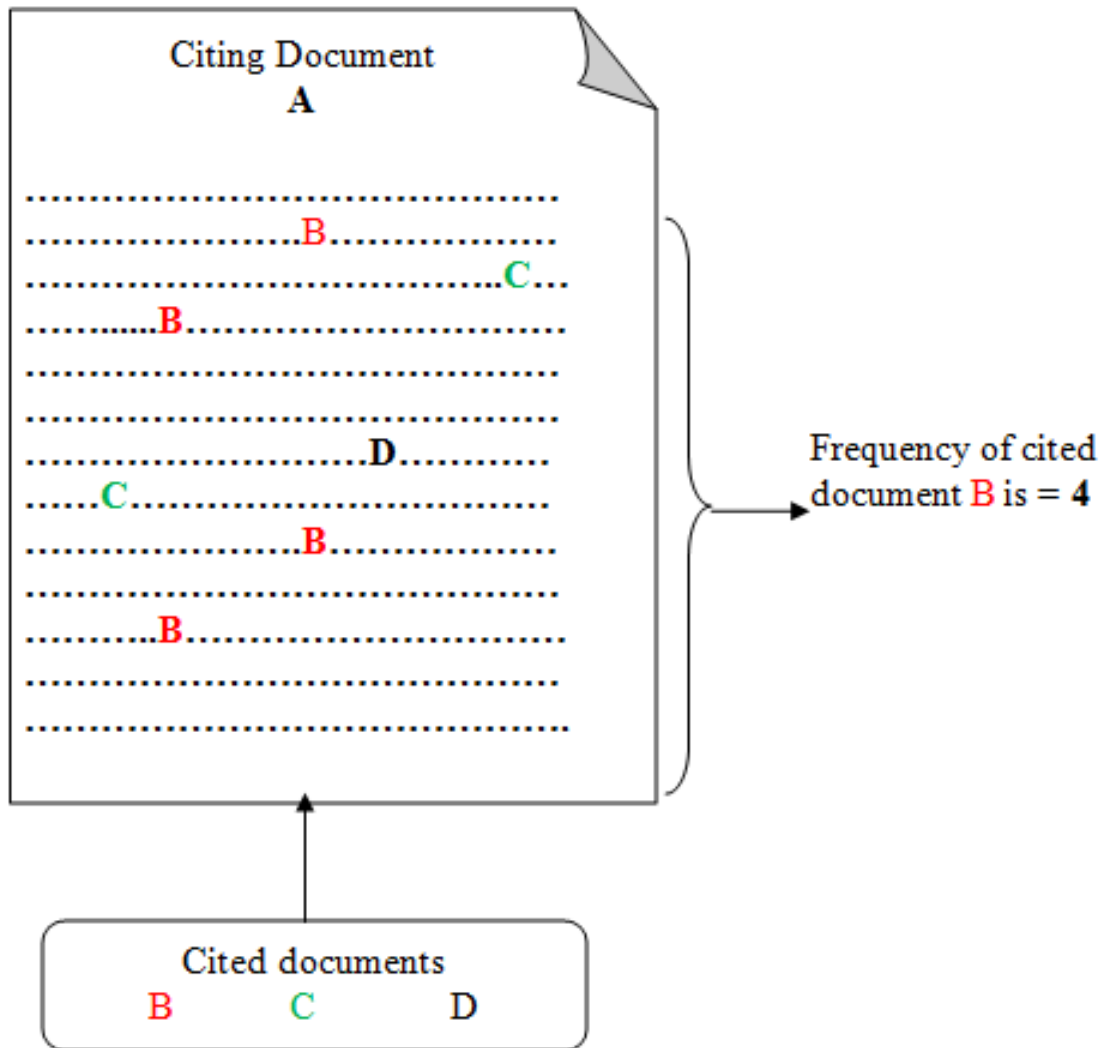 Citing Document
A
……………………………………
………………….B………………
………………………………..C…
……......B…………………………
……………………………………
……………………………………
………………………D…………
……C……………………………
………………….B………………
……………………………………
………..B…………………………
……………………………………
…………………………………….
Frequency of cited
document B is = 4
Cited documents
B C D